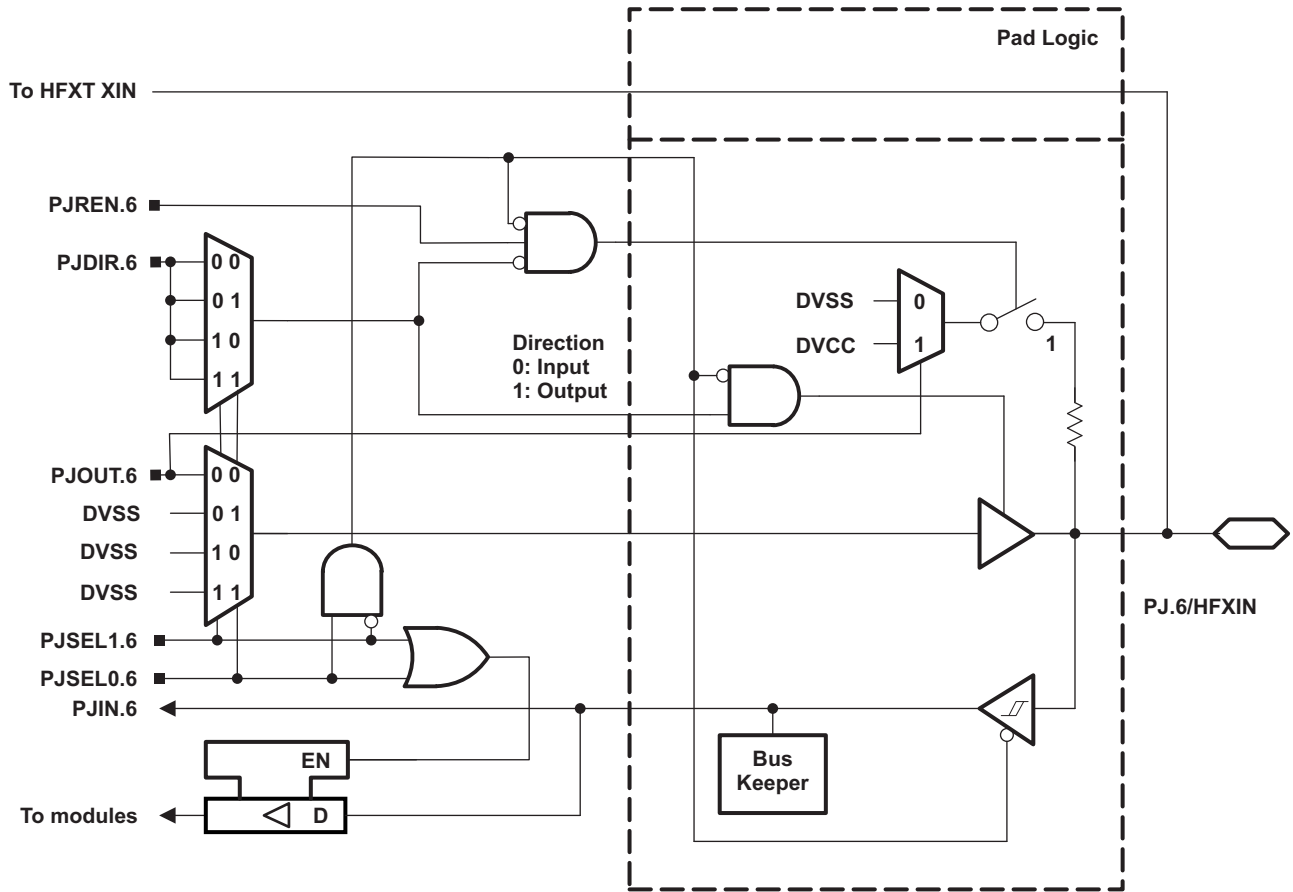 Pad Logic
To HFXT XIN
PJREN.6
PJDIR.6
0 0
0 1
1 0
1 1
Direction
0: Input
1: Output
DVSS
0
DVCC
1
1
PJOUT.6
0 0
DVSS
0 1
DVSS
1 0
DVSS
1 1
PJ.6/HFXIN
PJSEL1.6
PJSEL0.6
PJIN.6
EN
Bus
Keeper
To modules
D